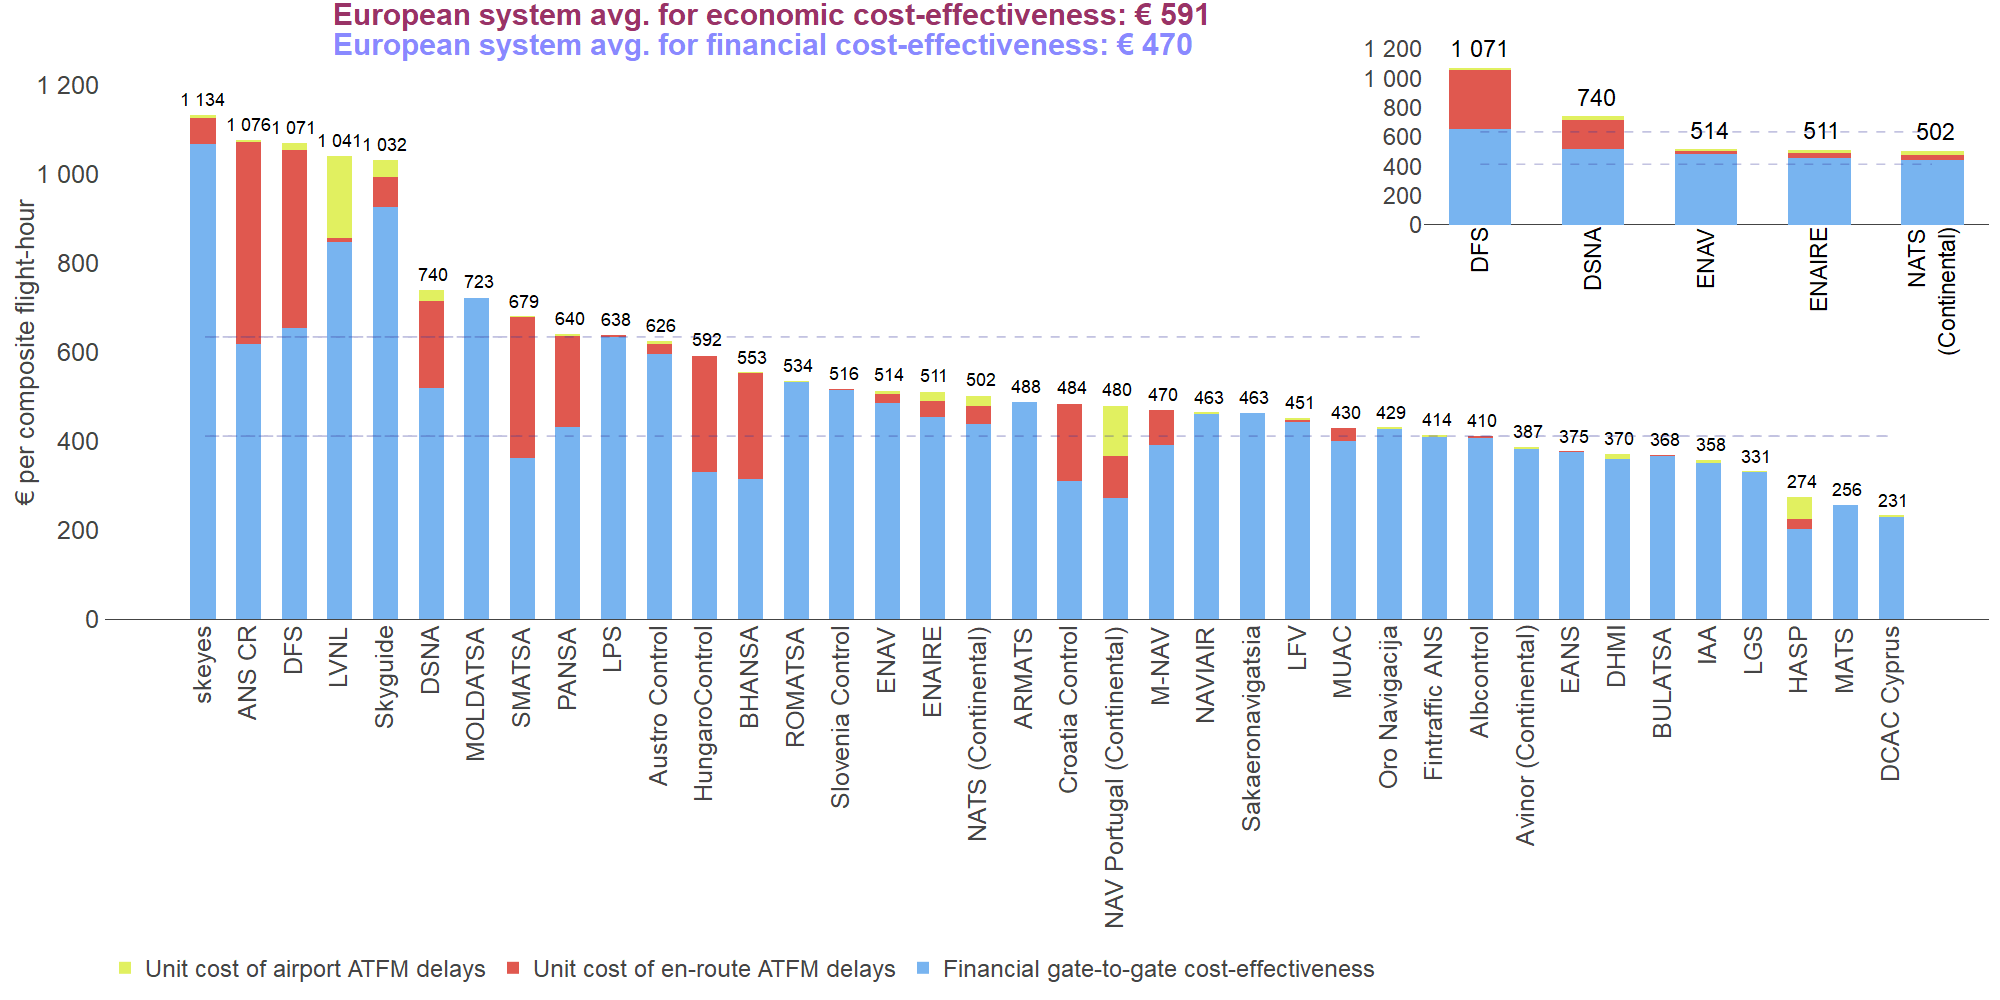 European system avg. for economic cost-effectiveness: € 591
European system avg. for financial cost-effectiveness: € 470
€ per composite flight-hour
1 200
1 000
800
600
400
200
0
1 134
1 076
1 071
1 041
1 032
740
723
679
640
638
626
592
553
534
516
514
511
502
488
484
480
470
463
463
451
430
429
414
410
387
375
370
368
358
331
274
256
231
skeyes
ANS CR
DFS
LVNL
Skyguide
DSNA
MOLDATSA
SMATSA
PANSA
LPS
Austro Control
HungaroControl
BHANSA
ROMATSA
Slovenia Control
ENAV
ENAIRE
NATS (Continental)
ARMATS
Croatia Control
NAV Portugal (Continental)
M-NAV
NAVIAIR
Sakaeronavigatsia
LFV
MUAC
Oro Navigacija
Fintraffic ANS
Albcontrol
Avinor (Continental)
EANS
DHMI
BULATSA
IAA
LGS
HASP
MATS
DCAC Cyprus
1 200
1 000
800
600
400
200
0
1 071
740
514
511
502
DFS
DSNA
ENAV
ENAIRE
NATS
(Continental)
Unit cost of airport ATFM delays
Unit cost of en-route ATFM delays
Financial gate-to-gate cost-effectiveness